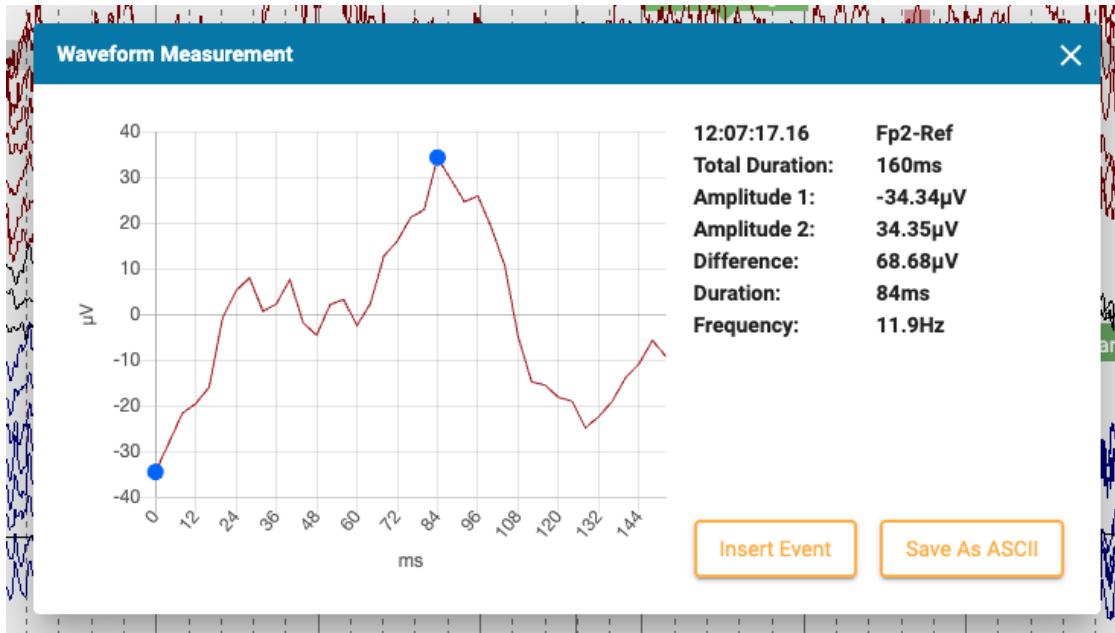 Waveform Measurement
40
30
20
10
0
-10
-20
-30
-40
µV
0 12 24 36 48 60 72 84 96 108 120 132 144
ms
12:07:17.16 Fp2-Ref
Total Duration: 160ms
Amplitude 1: -34.34µV
Amplitude 2: 34.35µV
Difference: 68.68µV
Duration: 84ms
Frequency: 11.9Hz
Insert Event Save As ASCII